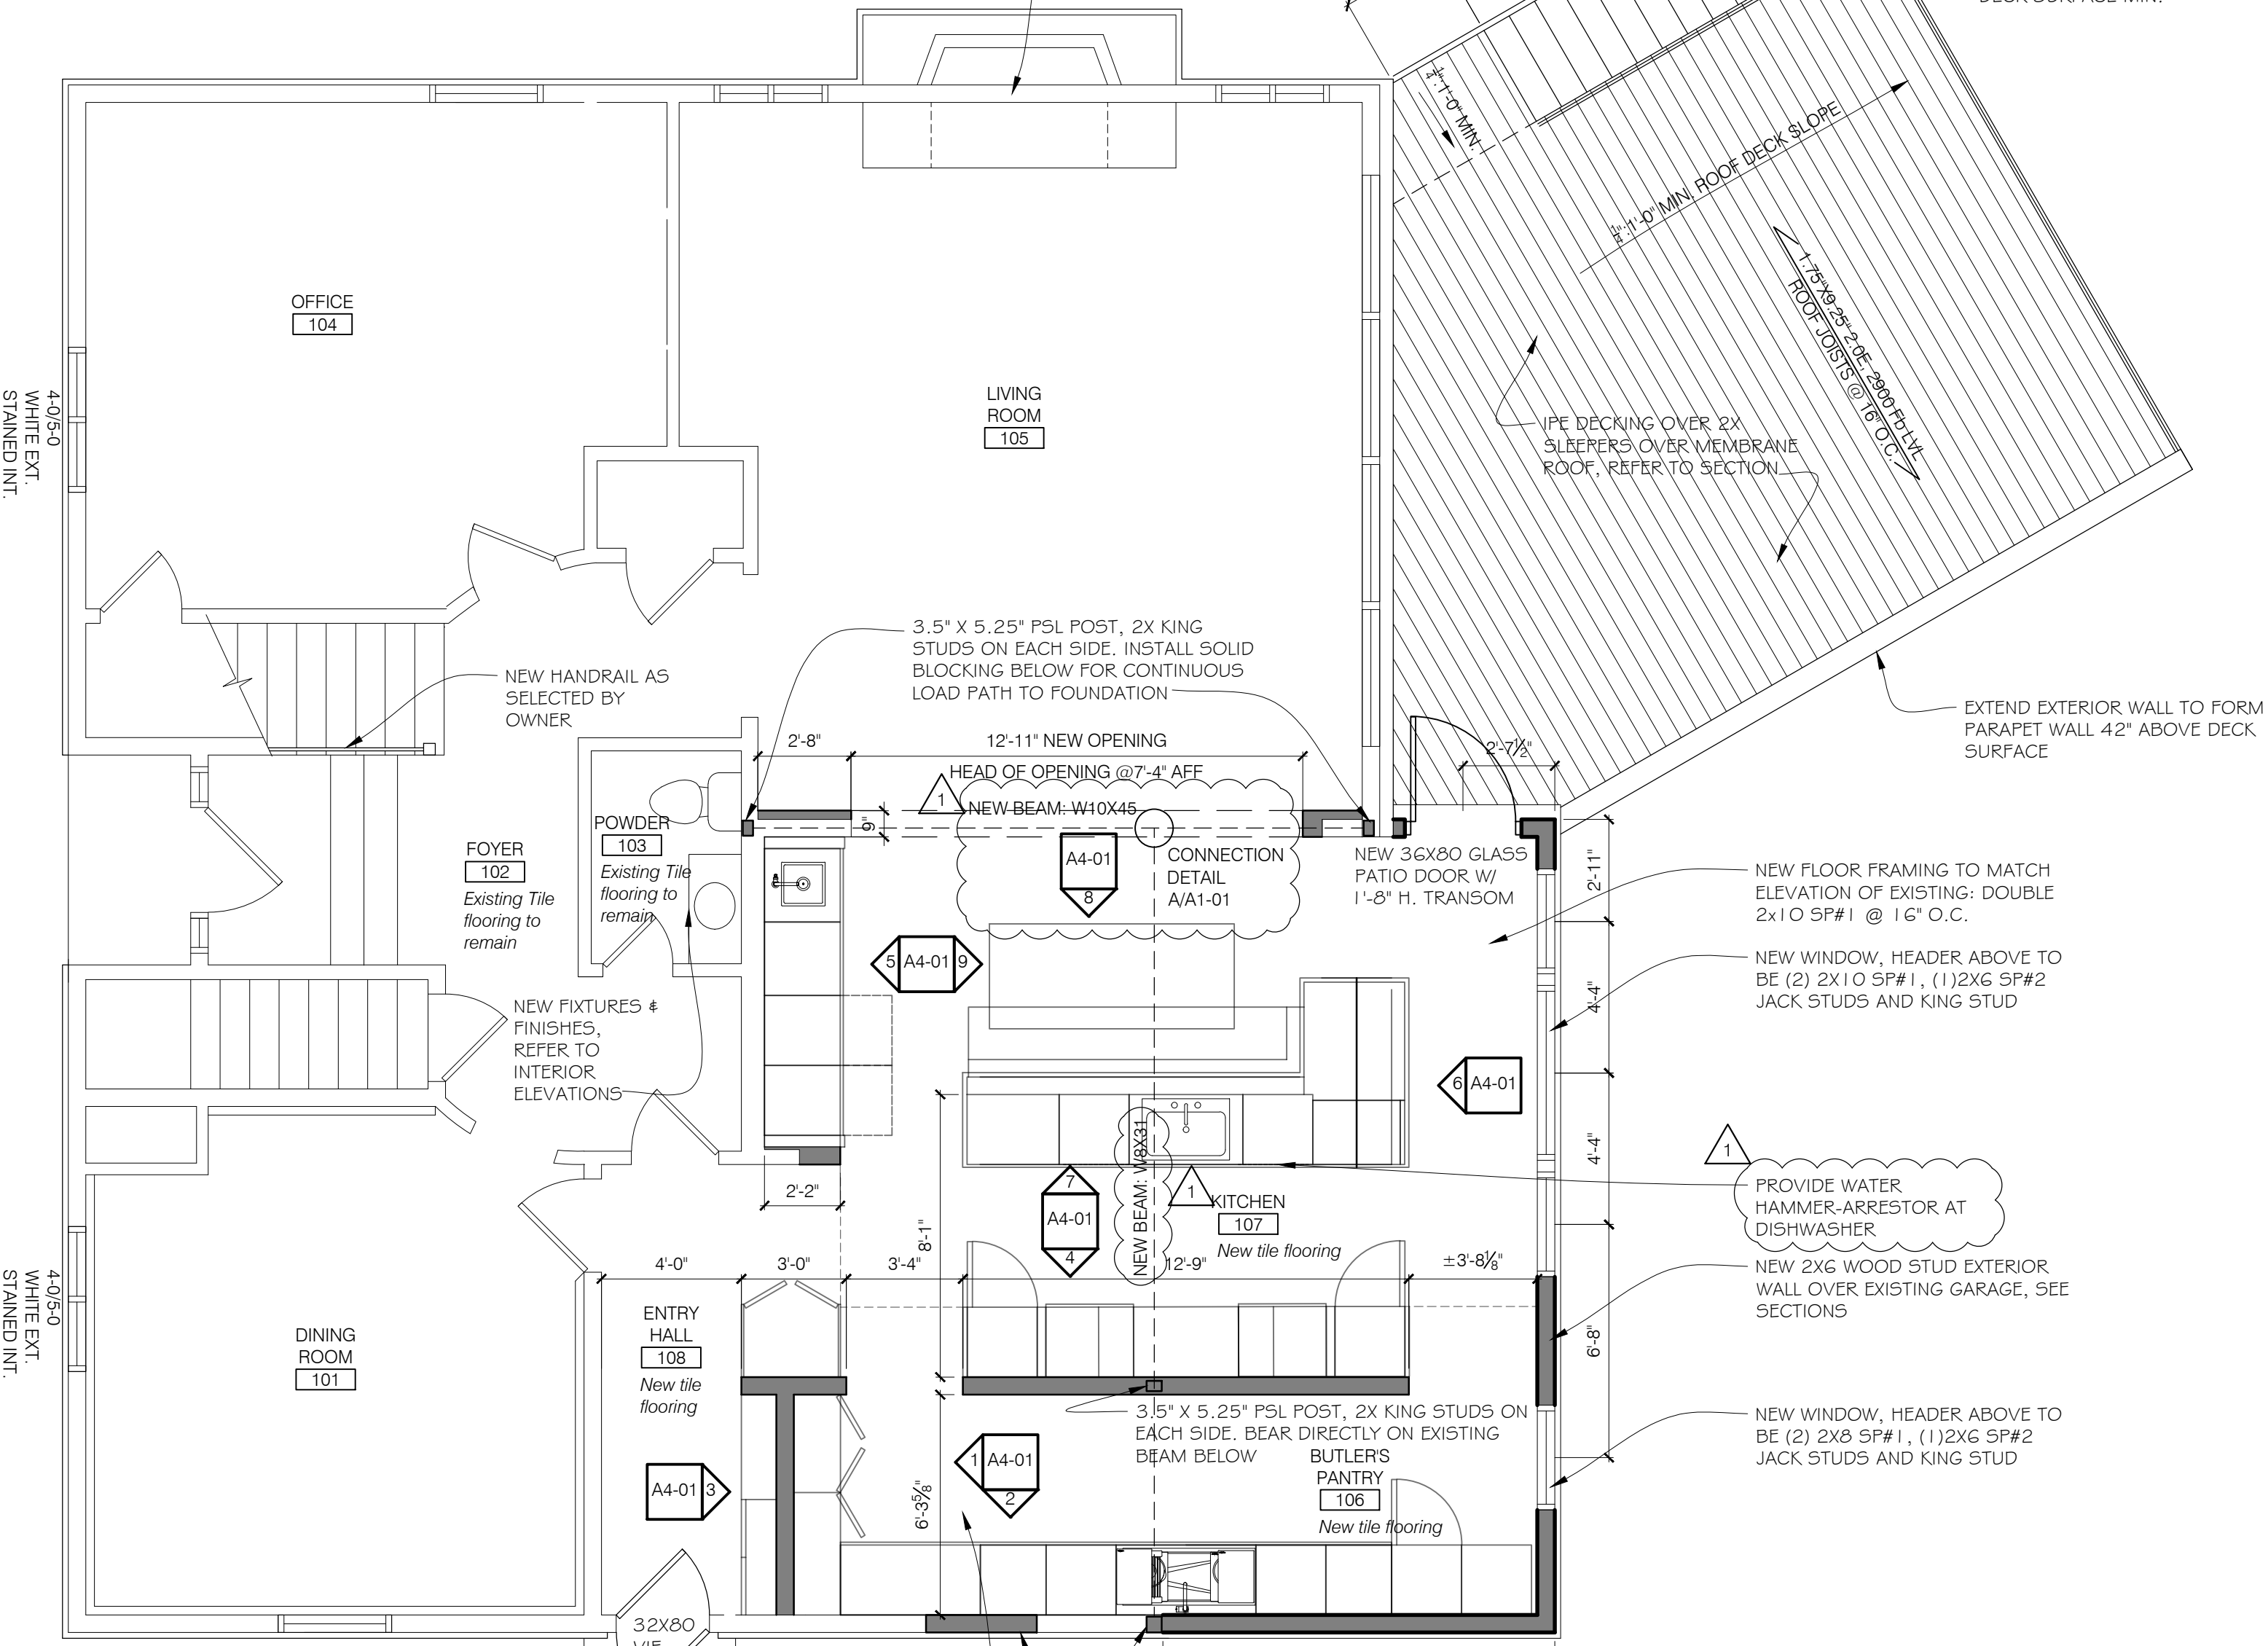 DECK SURFACE MIN.
1/4":1'-0" MIN.
1/4":1'-0" MIN. ROOF DECK SLOPE
1.75"X9.25" 2.0E, 2900 Fb LVL
ROOF JOISTS @ 16" O.C.
OFFICE
104
LIVING
ROOM
105
4-0/5-0
WHITE EXT.
STAINED INT.
IPE DECKING OVER 2X
SLEEPERS OVER MEMBRANE
ROOF, REFER TO SECTION
3.5" X 5.25" PSL POST, 2X KING
STUDS ON EACH SIDE. INSTALL SOLID
BLOCKING BELOW FOR CONTINUOUS
LOAD PATH TO FOUNDATION
NEW HANDRAIL AS
SELECTED BY
OWNER
EXTEND EXTERIOR WALL TO FORM
PARAPET WALL 42" ABOVE DECK
SURFACE
2'-8"
12'-11" NEW OPENING
HEAD OF OPENING @7'-4" AFF
2'-7½"
1
NEW BEAM: W10X45
9"
POWDER
103
Existing Tile
flooring to
remain
FOYER
102
Existing Tile
flooring to
remain
A4-01
8
CONNECTION
DETAIL
A/A1-01
NEW 36X80 GLASS
PATIO DOOR W/
1'-8" H. TRANSOM
2'-11"
NEW FLOOR FRAMING TO MATCH
ELEVATION OF EXISTING: DOUBLE
2x10 SP#1 @ 16" O.C.
5 A4-01 9
NEW WINDOW, HEADER ABOVE TO
BE (2) 2X10 SP#1, (1)2X6 SP#2
JACK STUDS AND KING STUD
4'-4"
NEW FIXTURES &
FINISHES,
REFER TO
INTERIOR
ELEVATIONS
6 A4-01
4'-4"
1
PROVIDE WATER
HAMMER-ARRESTOR AT
DISHWASHER
NEW BEAM: W8X31
2'-2"
7
A4-01
4
1
KITCHEN
107
New tile flooring
8'-1"
4'-0"
3'-0"
3'-4"
12'-9"
±3'-8⅛"
NEW 2X6 WOOD STUD EXTERIOR
WALL OVER EXISTING GARAGE, SEE
SECTIONS
4-0/5-0
WHITE EXT.
STAINED INT.
ENTRY
HALL
108
New tile
flooring
DINING
ROOM
101
6'-8"
3.5" X 5.25" PSL POST, 2X KING STUDS ON
EACH SIDE. BEAR DIRECTLY ON EXISTING
BEAM BELOW
NEW WINDOW, HEADER ABOVE TO
BE (2) 2X8 SP#1, (1)2X6 SP#2
JACK STUDS AND KING STUD
A4-01 3
1 A4-01
2
BUTLER'S
PANTRY
106
New tile flooring
6'-3⅝"
32X80
VIF